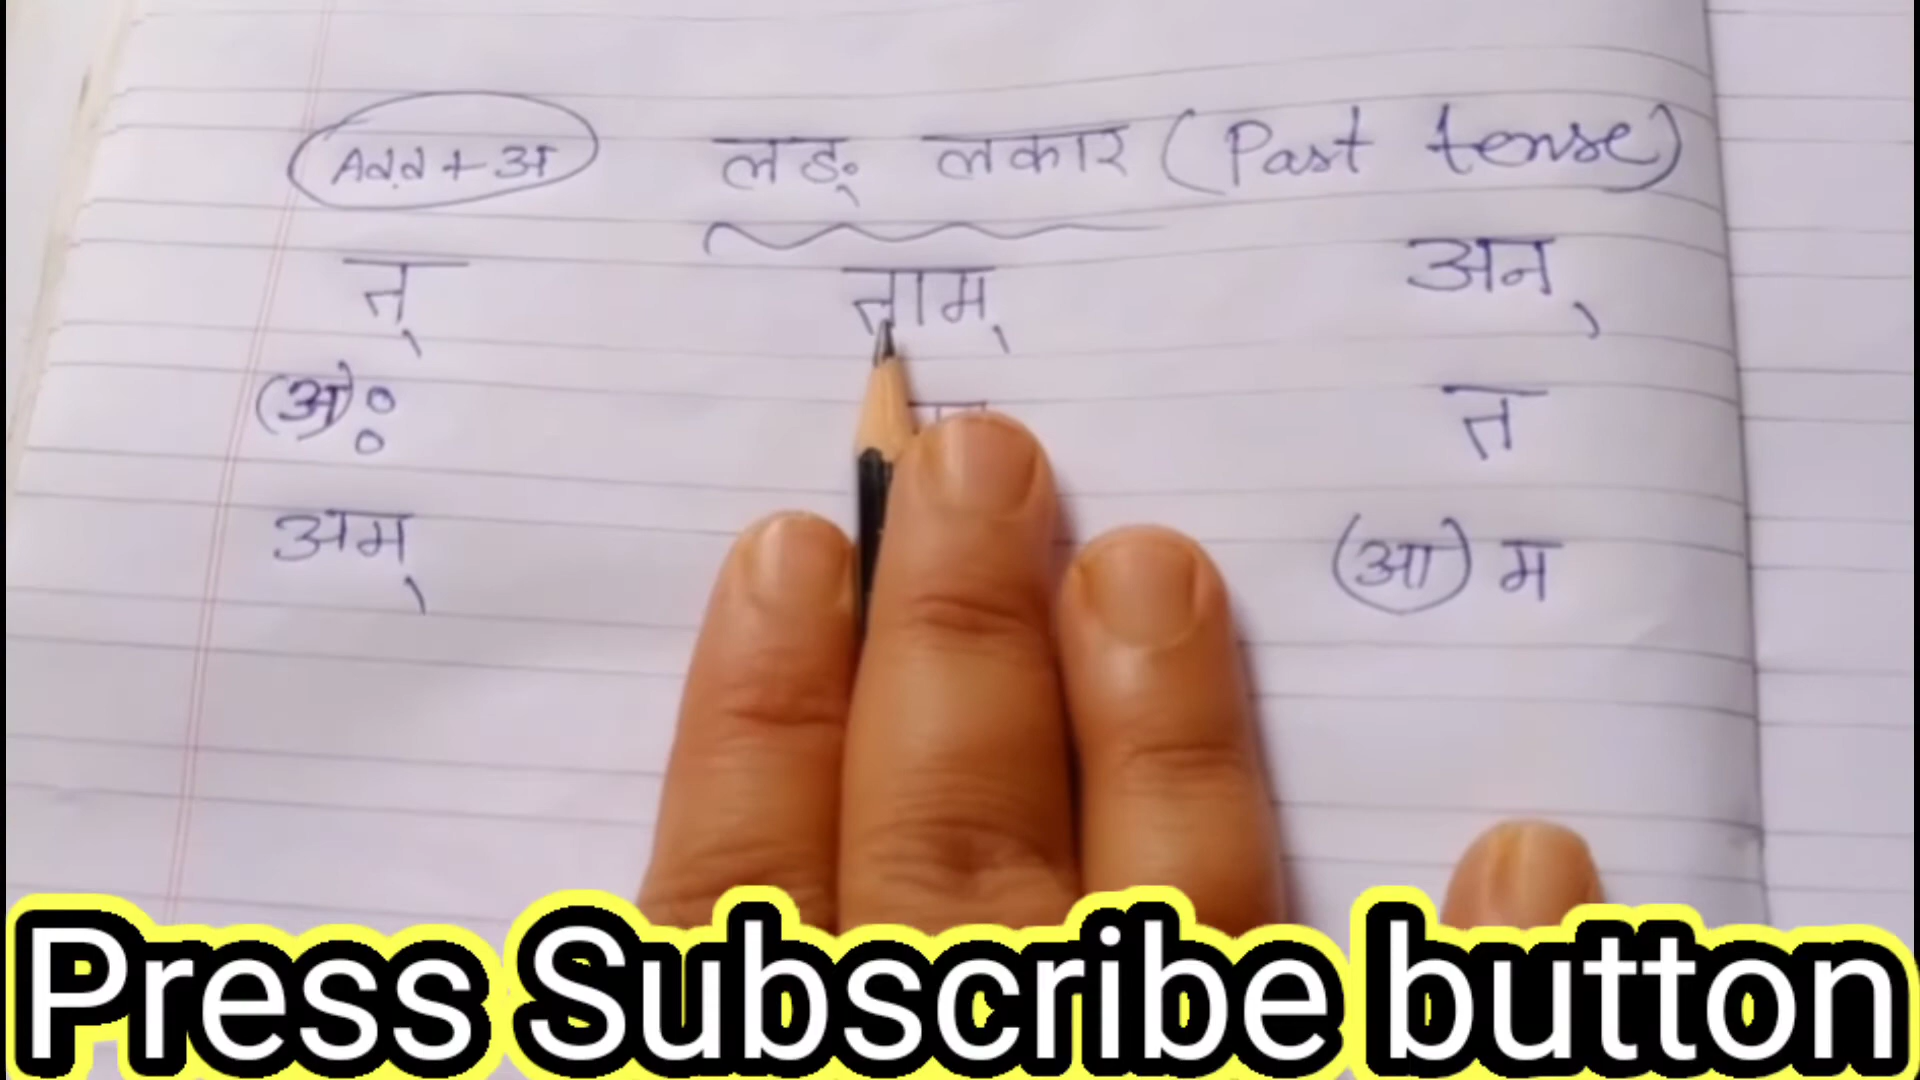 Add + अ लङ् लकार (Past tense)
त् ताम् अन्
(अ)ः त
अम् (आ) म
Press Subscribe button